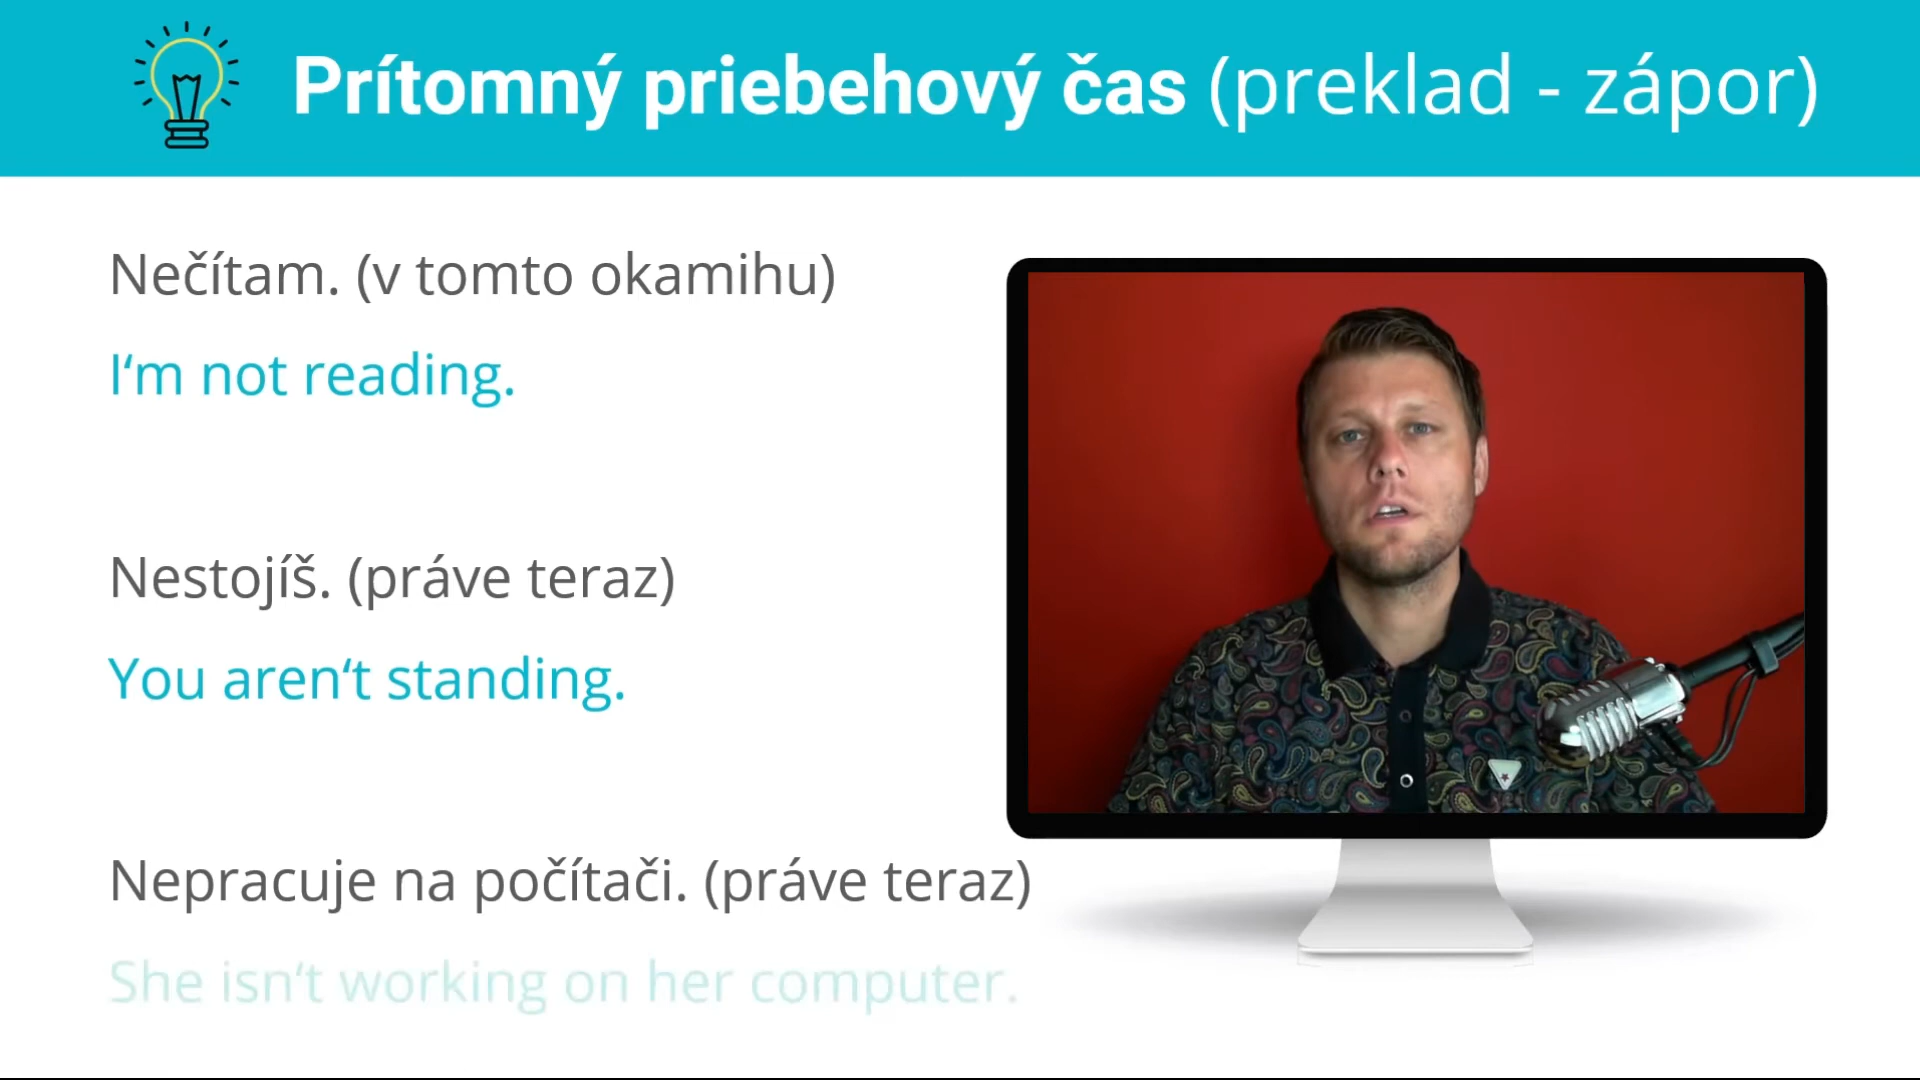 Prítomný priebehový čas (preklad - zápor)
Nečítam. (v tomto okamihu)
I‘m not reading.
Nestojíš. (práve teraz)
You aren‘t standing.
Nepracuje na počítači. (práve teraz)
She isn‘t working on her computer.